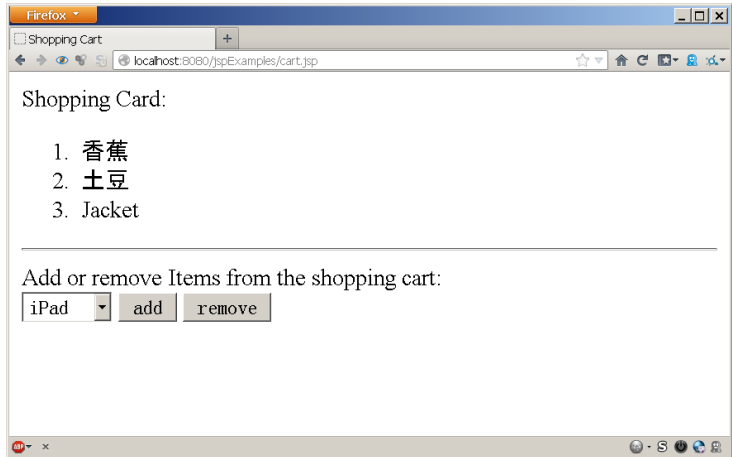 Firefox
Shopping Cart
localhost:8080/jspExamples/cart.jsp
Shopping Card:
1. 香蕉
2. 土豆
3. Jacket
Add or remove Items from the shopping cart:
iPad add remove
ABP